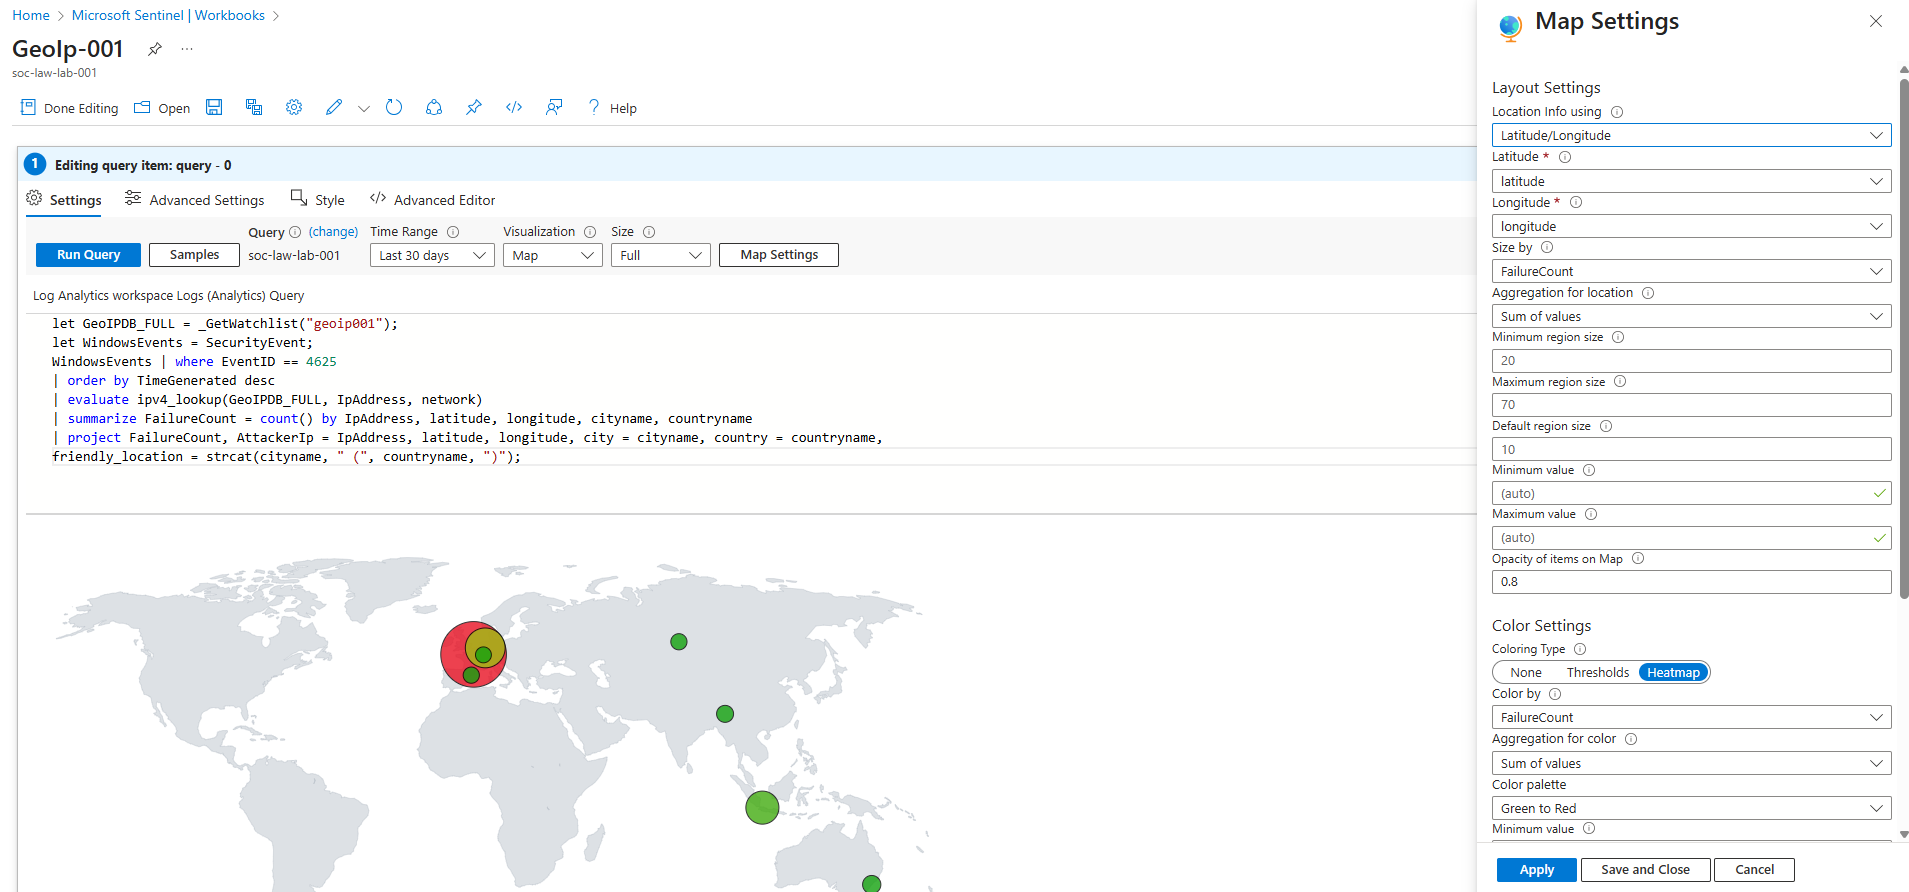 Home > Microsoft Sentinel | Workbooks >
GeoIp-001 ...
soc-law-lab-001
Done Editing Open Help
1 Editing query item: query - 0
Settings Advanced Settings Style Advanced Editor
Query (change) Time Range Visualization Size
Run Query Samples soc-law-lab-001 Last 30 days Map Full Map Settings
Log Analytics workspace Logs (Analytics) Query
let GeoIPDB_FULL = _GetWatchlist("geoip001");
let WindowsEvents = SecurityEvent;
WindowsEvents | where EventID == 4625
| order by TimeGenerated desc
| evaluate ipv4_lookup(GeoIPDB_FULL, IpAddress, network)
| summarize FailureCount = count() by IpAddress, latitude, longitude, cityname, countryname
| project FailureCount, AttackerIp = IpAddress, latitude, longitude, city = cityname, country = countryname,
friendly_location = strcat(cityname, " (", countryname, ")");
Map Settings
Layout Settings
Location Info using
Latitude/Longitude
Latitude *
latitude
Longitude *
longitude
Size by
FailureCount
Aggregation for location
Sum of values
Minimum region size
20
Maximum region size
70
Default region size
10
Minimum value
(auto)
Maximum value
(auto)
Opacity of items on Map
0.8
Color Settings
Coloring Type
None Thresholds Heatmap
Color by
FailureCount
Aggregation for color
Sum of values
Color palette
Green to Red
Minimum value
Apply Save and Close Cancel